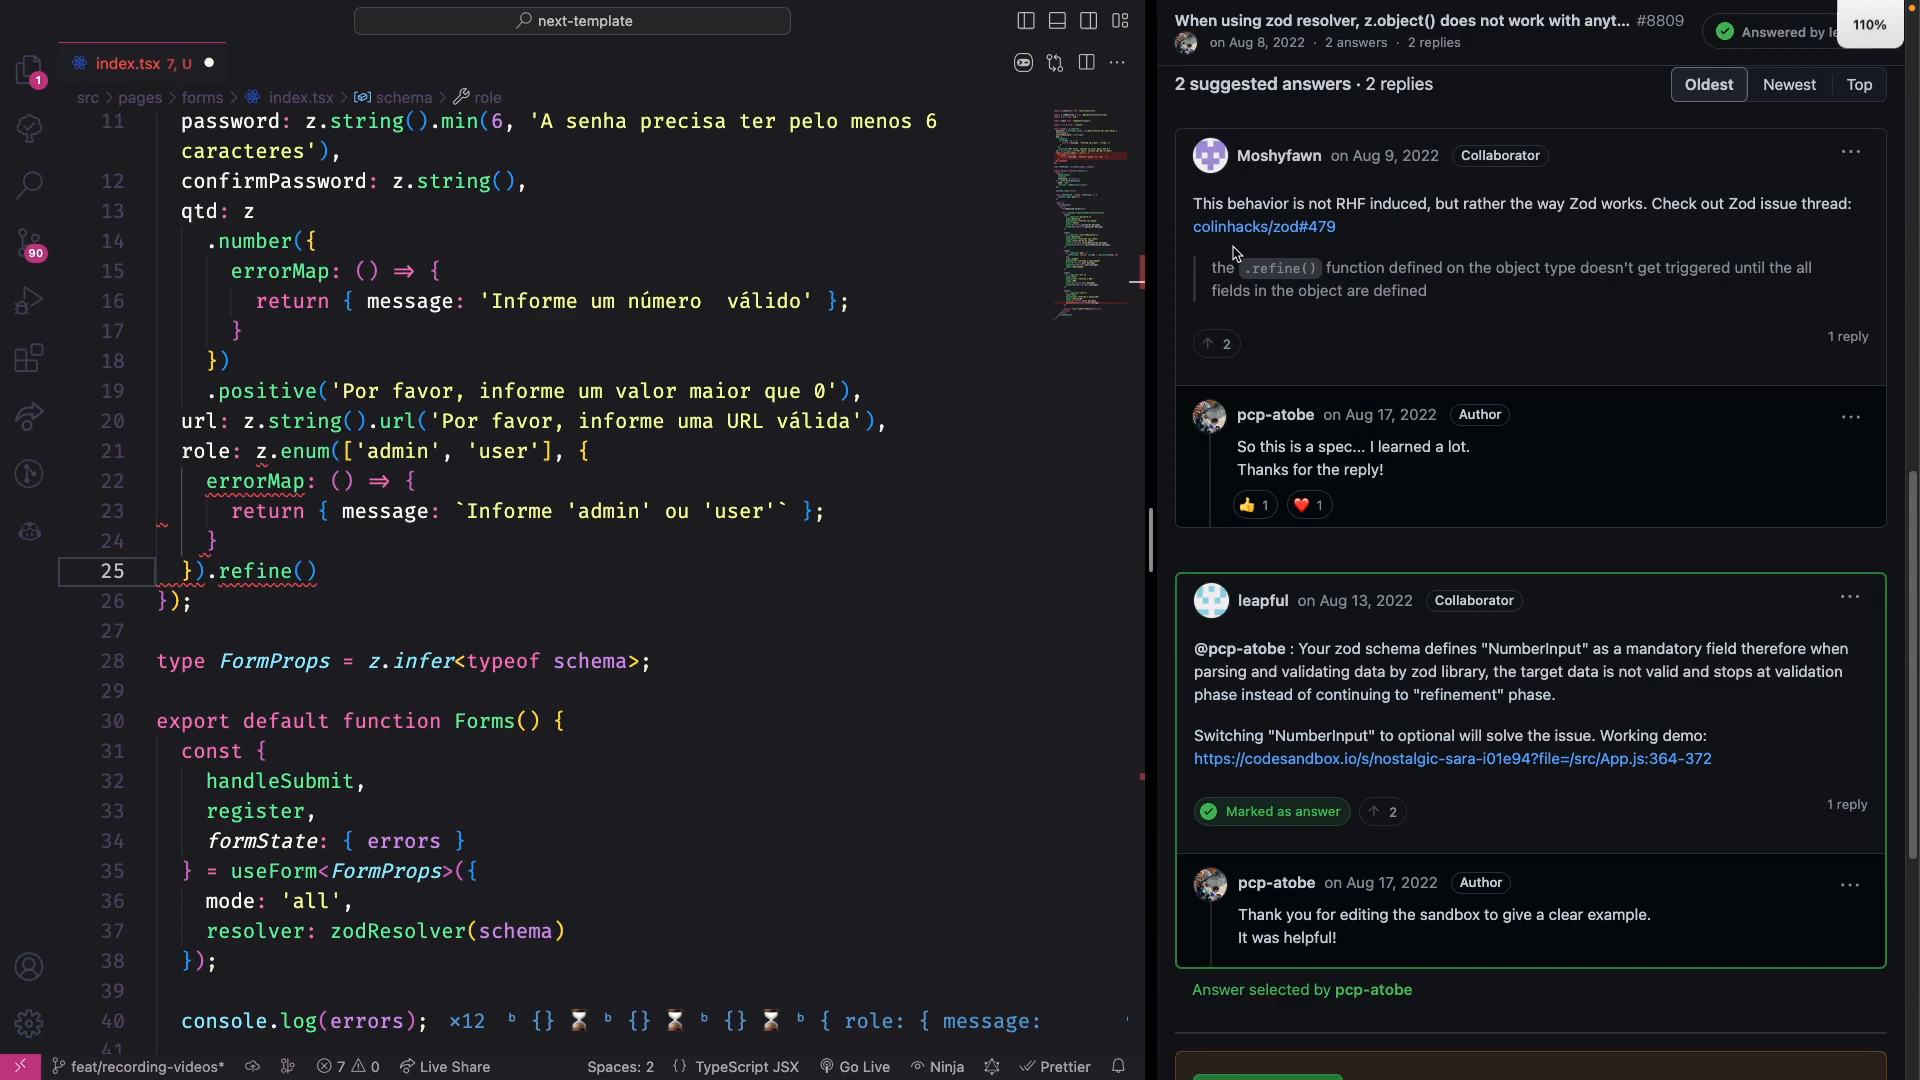 next-template
index.tsx 7, U
src > pages > forms > index.tsx > schema > role
1
90
11 password: z.string().min(6, 'A senha precisa ter pelo menos 6
caracteres'),
12 confirmPassword: z.string(),
13 qtd: z
14 .number({
15 errorMap: () => {
16 return { message: 'Informe um número  válido' };
17 }
18 })
19 .positive('Por favor, informe um valor maior que 0'),
20 url: z.string().url('Por favor, informe uma URL válida'),
21 role: z.enum(['admin', 'user'], {
22 errorMap: () => {
23 return { message: `Informe 'admin' ou 'user'` };
24 }
25 }).refine()
26 });
27
28 type FormProps = z.infer<typeof schema>;
29
30 export default function Forms() {
31 const {
32 handleSubmit,
33 register,
34 formState: { errors }
35 } = useForm<FormProps>({
36 mode: 'all',
37 resolver: zodResolver(schema)
38 });
39
40 console.log(errors); ×12 ᵇ {} ⌛ ᵇ {} ⌛ ᵇ {} ⌛ ᵇ { role: { message:
41
feat/recording-videos* 7 0 Live Share Spaces: 2 {} TypeScript JSX Go Live Ninja Prettier
When using zod resolver, z.object() does not work with anyt... #8809
on Aug 8, 2022 · 2 answers · 2 replies
Answered by le
110%
2 suggested answers · 2 replies
Oldest Newest Top
Moshyfawn on Aug 9, 2022 Collaborator
This behavior is not RHF induced, but rather the way Zod works. Check out Zod issue thread:
colinhacks/zod#479
the .refine() function defined on the object type doesn't get triggered until the all
fields in the object are defined
↑ 2
1 reply
pcp-atobe on Aug 17, 2022 Author
So this is a spec... I learned a lot.
Thanks for the reply!
👍 1 ❤️ 1
leapful on Aug 13, 2022 Collaborator
@pcp-atobe : Your zod schema defines "NumberInput" as a mandatory field therefore when
parsing and validating data by zod library, the target data is not valid and stops at validation
phase instead of continuing to "refinement" phase.
Switching "NumberInput" to optional will solve the issue. Working demo:
https://codesandbox.io/s/nostalgic-sara-i01e94?file=/src/App.js:364-372
Marked as answer ↑ 2
1 reply
pcp-atobe on Aug 17, 2022 Author
Thank you for editing the sandbox to give a clear example.
It was helpful!
Answer selected by pcp-atobe